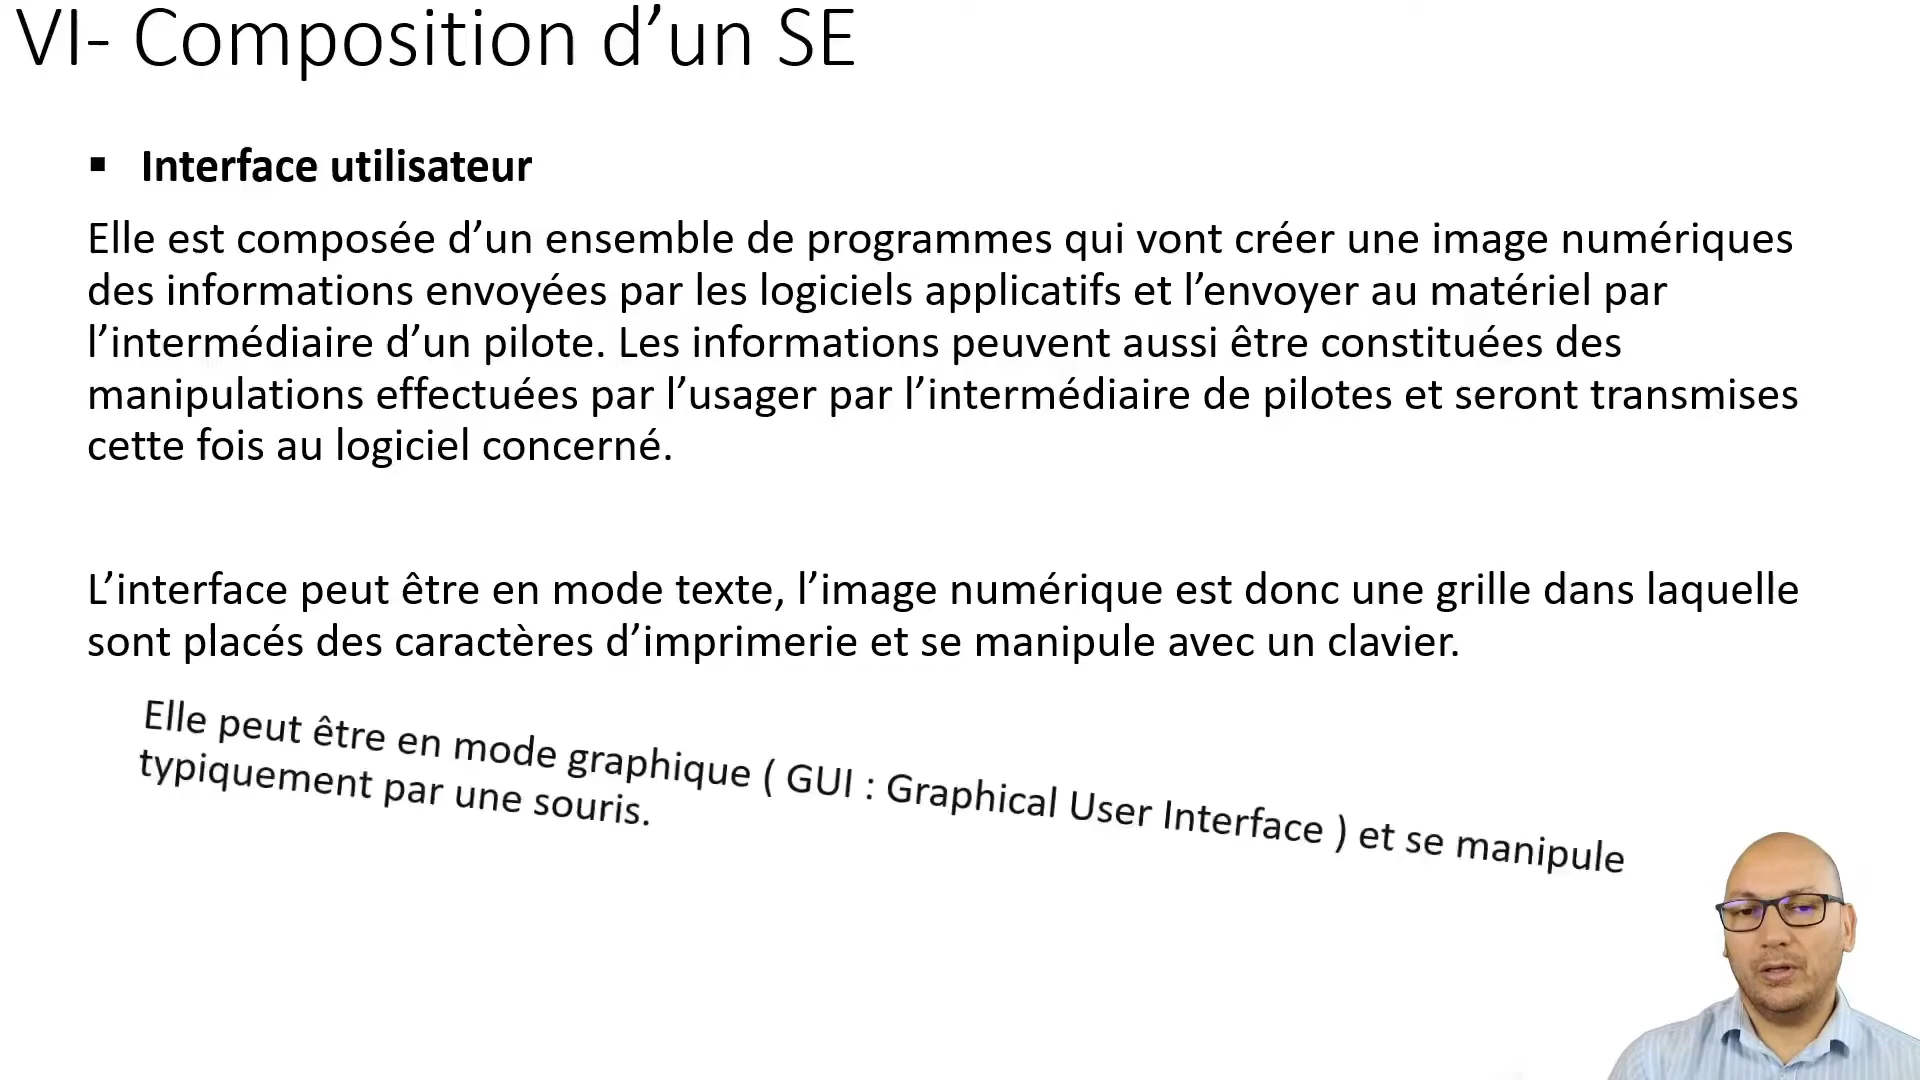 VI- Composition d’un SE
▪ Interface utilisateur
Elle est composée d’un ensemble de programmes qui vont créer une image numériques
des informations envoyées par les logiciels applicatifs et l’envoyer au matériel par
l’intermédiaire d’un pilote. Les informations peuvent aussi être constituées des
manipulations effectuées par l’usager par l’intermédiaire de pilotes et seront transmises
cette fois au logiciel concerné.
L’interface peut être en mode texte, l’image numérique est donc une grille dans laquelle
sont placés des caractères d’imprimerie et se manipule avec un clavier.
Elle peut être en mode graphique ( GUI : Graphical User Interface ) et se manipule
typiquement par une souris.